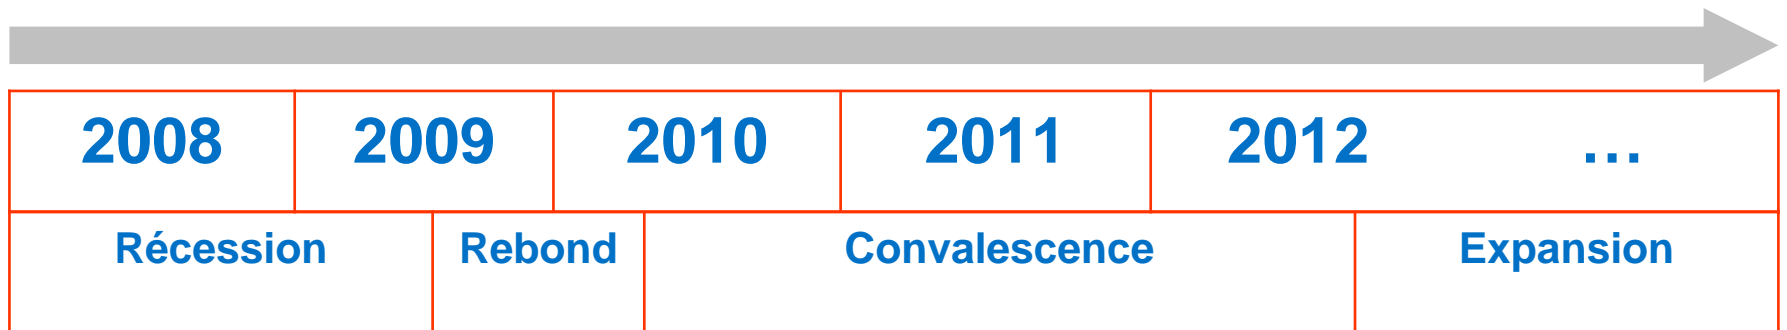 2008 2009 2010 2011 2012 …
Récession Rebond Convalescence Expansion